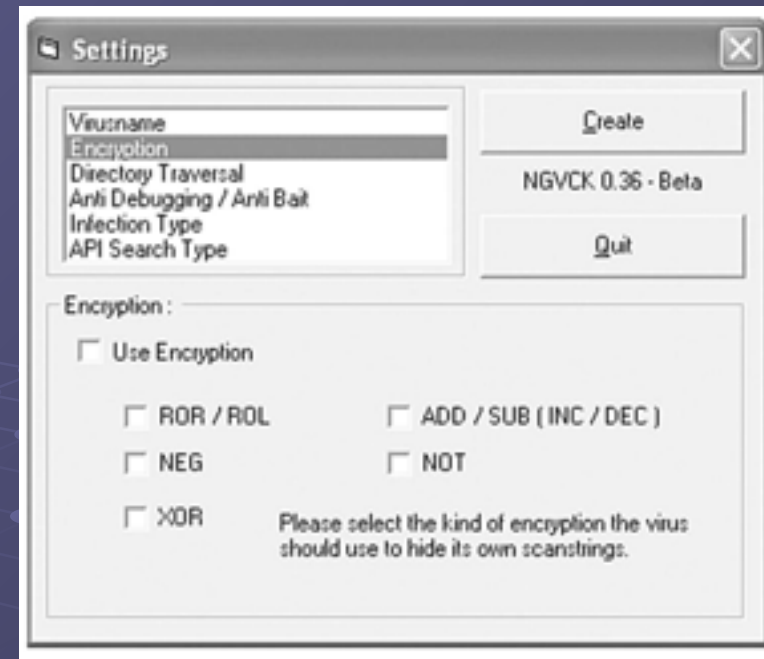 Settings
Virusname
Encryption
Directory Traversal
Anti Debugging / Anti Bait
Infection Type
API Search Type
Create
NGVCK 0.36 - Beta
Quit
Encryption :
Use Encryption
ROR / ROL
ADD / SUB ( INC / DEC )
NEG
NOT
XOR
Please select the kind of encryption the virus
should use to hide its own scanstrings.